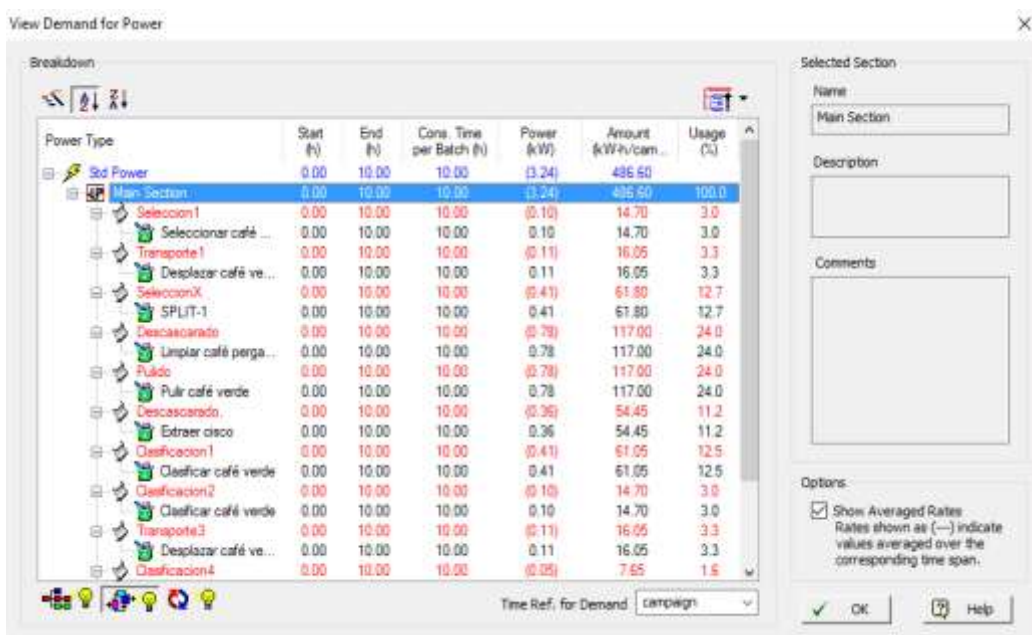 View Demand for Power
Breakdown
Power Type Start (h) End (h) Cons. Time per Batch (h) Power (kW) Amount (kW-h/cam... Usage (%)
Std Power 0.00 10.00 10.00 (3.24) 486.60
Main Section 0.00 10.00 10.00 (3.24) 486.60 100.0
Seleccion1 0.00 10.00 10.00 (0.10) 14.70 3.0
Seleccionar café ... 0.00 10.00 10.00 0.10 14.70 3.0
Transporte1 0.00 10.00 10.00 (0.11) 16.05 3.3
Desplazar café ve... 0.00 10.00 10.00 0.11 16.05 3.3
SeleccionX 0.00 10.00 10.00 (0.41) 61.80 12.7
SPLIT-1 0.00 10.00 10.00 0.41 61.80 12.7
Descascarado 0.00 10.00 10.00 (0.78) 117.00 24.0
Limpiar café perga... 0.00 10.00 10.00 0.78 117.00 24.0
Pulido 0.00 10.00 10.00 (0.78) 117.00 24.0
Pulir café verde 0.00 10.00 10.00 0.78 117.00 24.0
Descascarado. 0.00 10.00 10.00 (0.36) 54.45 11.2
Extraer cisco 0.00 10.00 10.00 0.36 54.45 11.2
Clasificacion1 0.00 10.00 10.00 (0.41) 61.05 12.5
Clasificar café verde 0.00 10.00 10.00 0.41 61.05 12.5
Clasificacion2 0.00 10.00 10.00 (0.10) 14.70 3.0
Clasificar café verde 0.00 10.00 10.00 0.10 14.70 3.0
Transporte3 0.00 10.00 10.00 (0.11) 16.05 3.3
Desplazar café ve... 0.00 10.00 10.00 0.11 16.05 3.3
Clasificacion4 0.00 10.00 10.00 (0.05) 7.65 1.6
Time Ref. for Demand campaign
Selected Section
Name
Main Section
Description
Comments
Options
Show Averaged Rates
Rates shown as (---) indicate
values averaged over the
corresponding time span.
OK Help